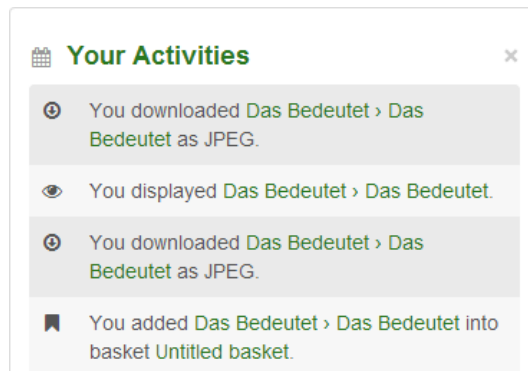 Your Activities
You downloaded Das Bedeutet › Das
Bedeutet as JPEG.
You displayed Das Bedeutet › Das Bedeutet.
You downloaded Das Bedeutet › Das
Bedeutet as JPEG.
You added Das Bedeutet › Das Bedeutet into
basket Untitled basket.